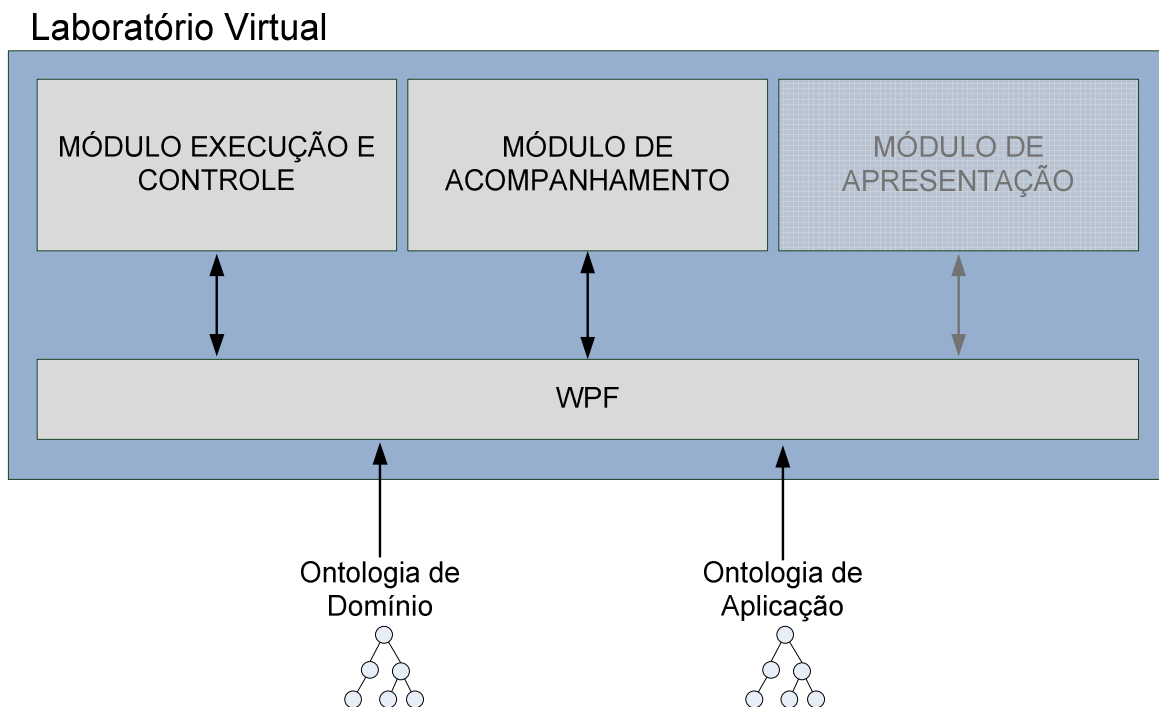 Laboratório Virtual
MÓDULO EXECUÇÃO E
CONTROLE
MÓDULO DE
ACOMPANHAMENTO
MÓDULO DE
APRESENTAÇÃO
WPF
Ontologia de
Domínio
Ontologia de
Aplicação